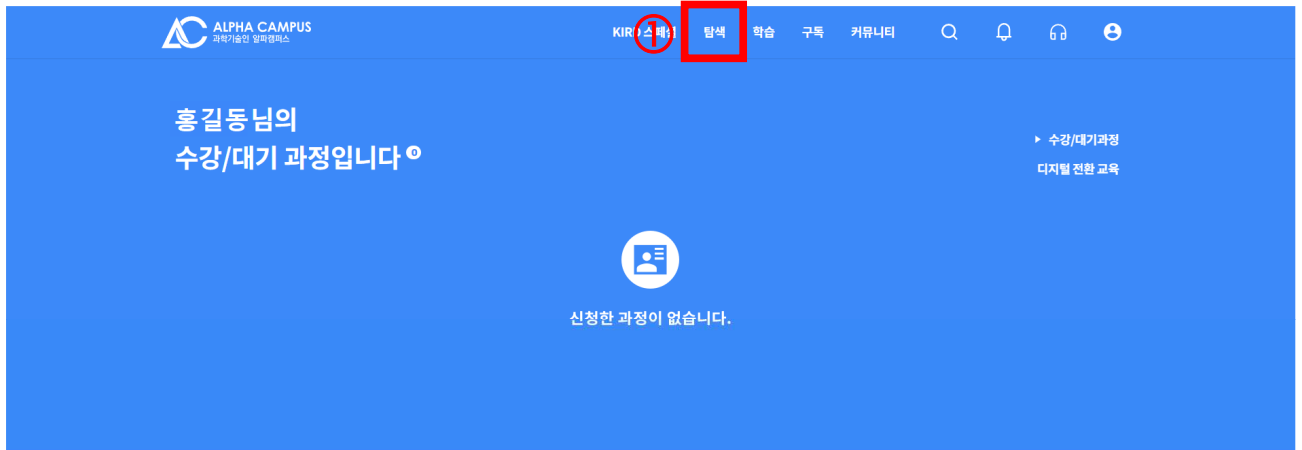 ALPHA CAMPUS
과학기술인 알파캠퍼스
탐색 학습 구독 커뮤니티
①
홍길동님의
수강/대기 과정입니다 0
▶ 수강/대기과정
디지털 전환 교육
신청한 과정이 없습니다.